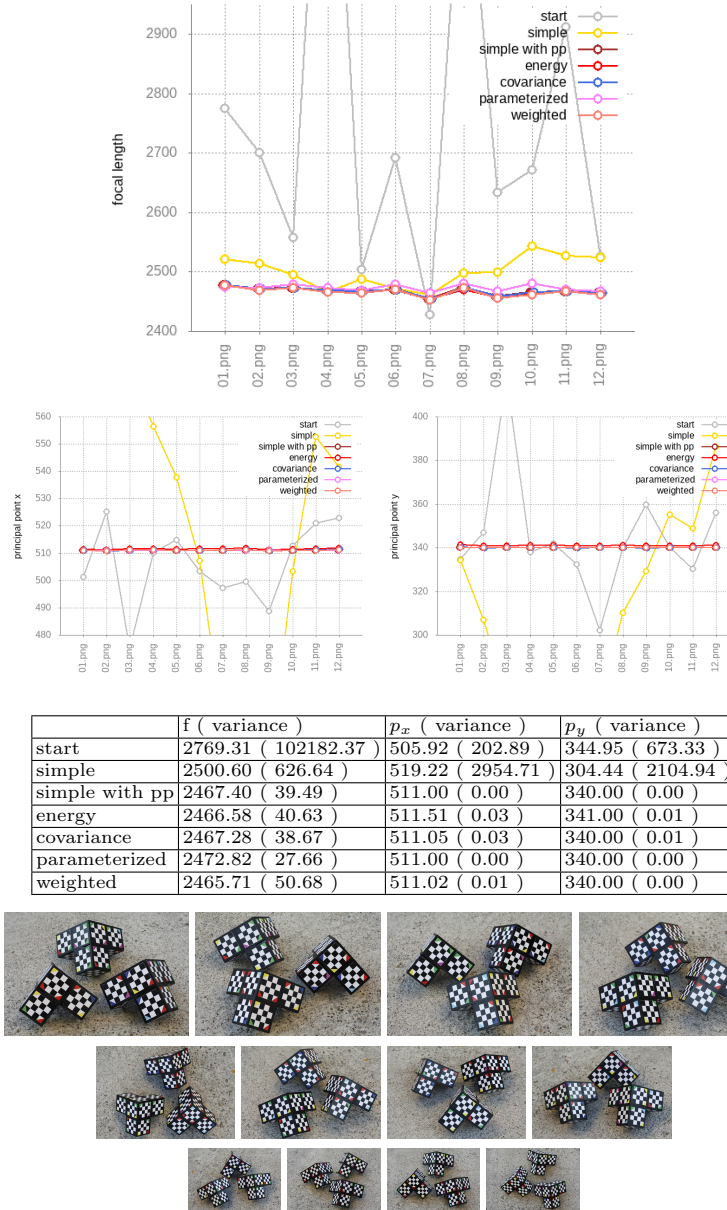 2900
2800
2700
2600
2500
2400
focal length
start
simple
simple with pp
energy
covariance
parameterized
weighted
01.png
02.png
03.png
04.png
05.png
06.png
07.png
08.png
09.png
10.png
11.png
12.png
560
550
540
530
520
510
500
490
480
principal point x
start
simple
simple with pp
energy
covariance
parameterized
weighted
01.png
02.png
03.png
04.png
05.png
06.png
07.png
08.png
09.png
10.png
11.png
12.png
400
380
360
340
320
300
principal point y
start
simple
simple with pp
energy
covariance
parameterized
weighted
01.png
02.png
03.png
04.png
05.png
06.png
07.png
08.png
09.png
10.png
11.png
12.png
f ( variance ) p_x ( variance ) p_y ( variance )
start 2769.31 ( 102182.37 ) 505.92 ( 202.89 ) 344.95 ( 673.33 )
simple 2500.60 ( 626.64 ) 519.22 ( 2954.71 ) 304.44 ( 2104.94 )
simple with pp 2467.40 ( 39.49 ) 511.00 ( 0.00 ) 340.00 ( 0.00 )
energy 2466.58 ( 40.63 ) 511.51 ( 0.03 ) 341.00 ( 0.01 )
covariance 2467.28 ( 38.67 ) 511.05 ( 0.03 ) 340.00 ( 0.01 )
parameterized 2472.82 ( 27.66 ) 511.00 ( 0.00 ) 340.00 ( 0.00 )
weighted 2465.71 ( 50.68 ) 511.02 ( 0.01 ) 340.00 ( 0.00 )